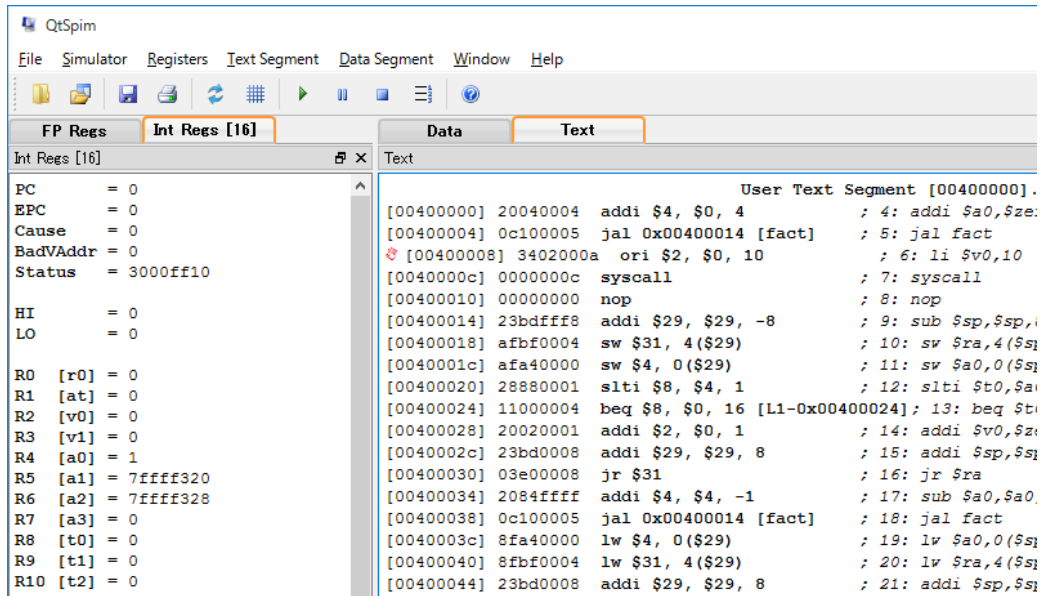 QtSpim
File Simulator Registers Text Segment Data Segment Window Help
FP Regs Int Regs [16] Data Text
Int Regs [16]
PC = 0
EPC = 0
Cause = 0
BadVAddr = 0
Status = 3000ff10
HI = 0
LO = 0
R0 [r0] = 0
R1 [at] = 0
R2 [v0] = 0
R3 [v1] = 0
R4 [a0] = 1
R5 [a1] = 7ffff320
R6 [a2] = 7ffff328
R7 [a3] = 0
R8 [t0] = 0
R9 [t1] = 0
R10 [t2] = 0
Text
User Text Segment [00400000].
[00400000] 20040004 addi $4, $0, 4 ; 4: addi $a0,$zer
[00400004] 0c100005 jal 0x00400014 [fact] ; 5: jal fact
[00400008] 3402000a ori $2, $0, 10 ; 6: li $v0,10
[0040000c] 0000000c syscall ; 7: syscall
[00400010] 00000000 nop ; 8: nop
[00400014] 23bdfff8 addi $29, $29, -8 ; 9: sub $sp,$sp,
[00400018] afbf0004 sw $31, 4($29) ; 10: sw $ra,4($sp
[0040001c] afa40000 sw $4, 0($29) ; 11: sw $a0,0($sp
[00400020] 28880001 slti $8, $4, 1 ; 12: slti $t0,$a
[00400024] 11000004 beq $8, $0, 16 [L1-0x00400024]; 13: beq $t
[00400028] 20020001 addi $2, $0, 1 ; 14: addi $v0,$ze
[0040002c] 23bd0008 addi $29, $29, 8 ; 15: addi $sp,$sp
[00400030] 03e00008 jr $31 ; 16: jr $ra
[00400034] 2084ffff addi $4, $4, -1 ; 17: sub $a0,$a0,
[00400038] 0c100005 jal 0x00400014 [fact] ; 18: jal fact
[0040003c] 8fa40000 lw $4, 0($29) ; 19: lw $a0,0($sp
[00400040] 8fbf0004 lw $31, 4($29) ; 20: lw $ra,4($sp
[00400044] 23bd0008 addi $29, $29, 8 ; 21: addi $sp,$sp